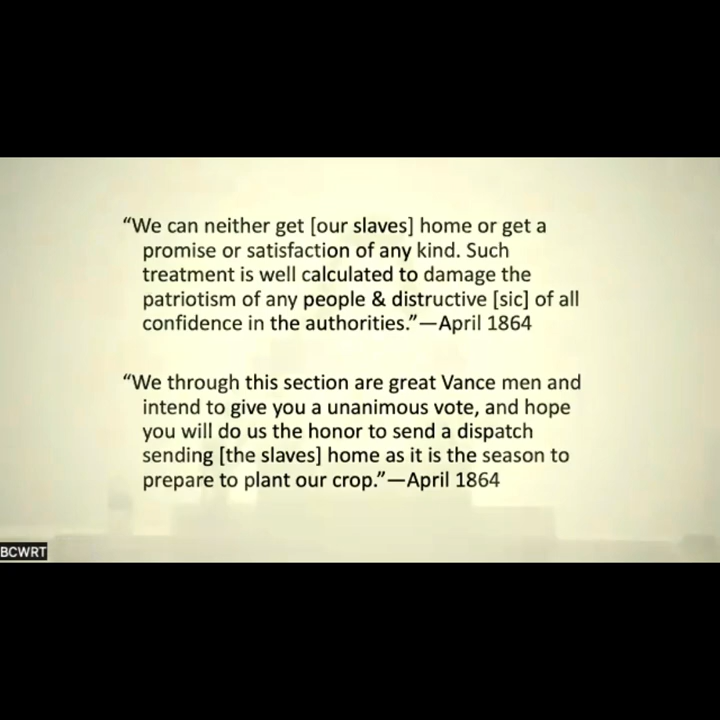 “We can neither get [our slaves] home or get a
promise or satisfaction of any kind. Such
treatment is well calculated to damage the
patriotism of any people & distructive [sic] of all
confidence in the authorities.”—April 1864
“We through this section are great Vance men and
intend to give you a unanimous vote, and hope
you will do us the honor to send a dispatch
sending [the slaves] home as it is the season to
prepare to plant our crop.”—April 1864
BCWRT